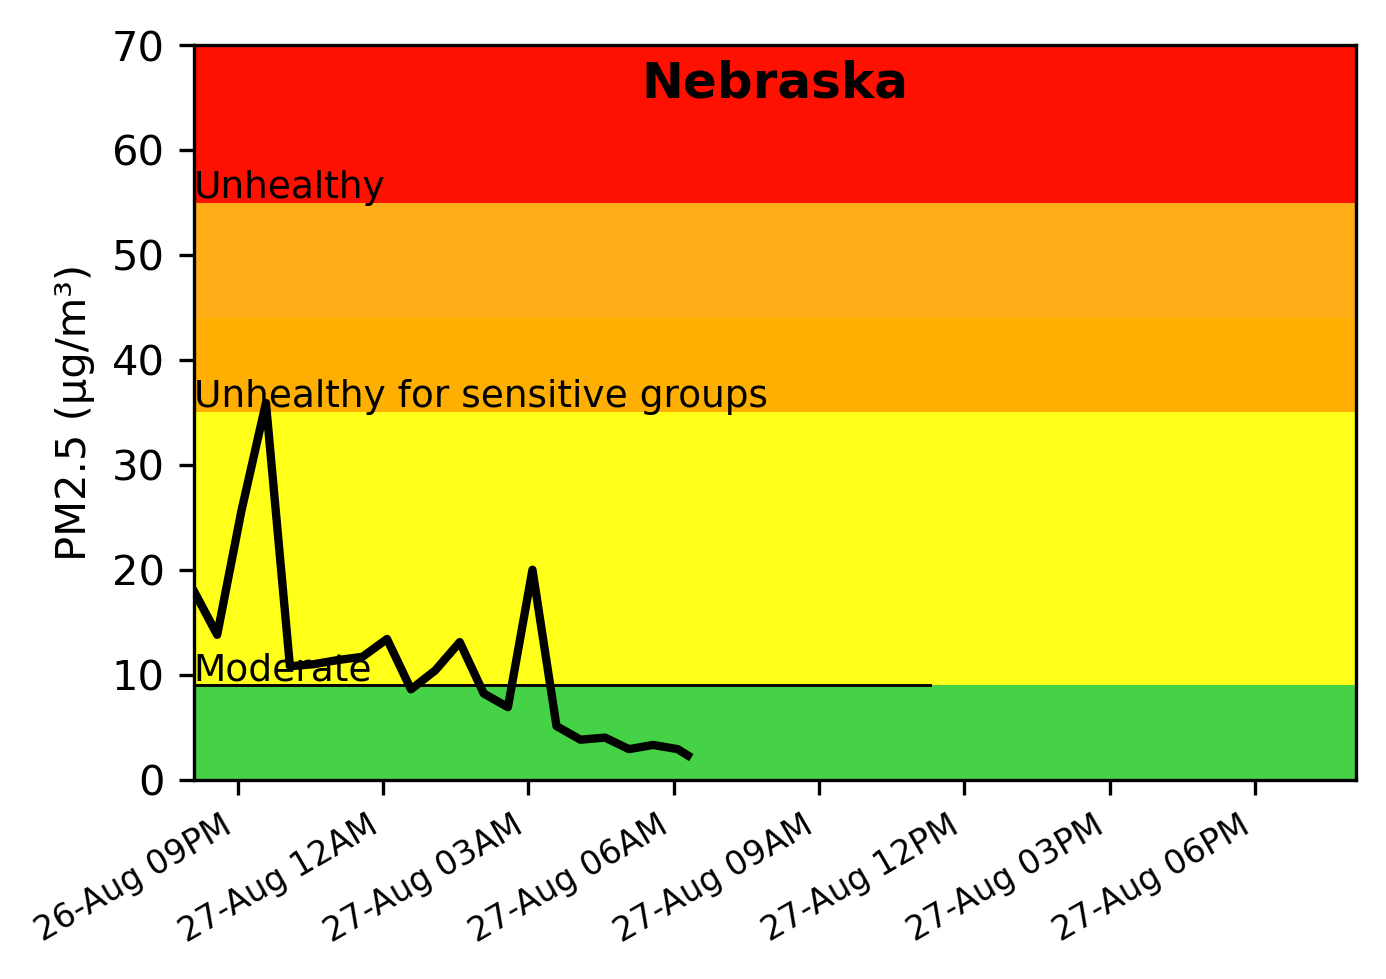 Nebraska
70
60
Unhealthy
50
40
Unhealthy for sensitive groups
30
20
Moderate
10
0
PM2.5 (µg/m³)
26-Aug 09PM
27-Aug 12AM
27-Aug 03AM
27-Aug 06AM
27-Aug 09AM
27-Aug 12PM
27-Aug 03PM
27-Aug 06PM